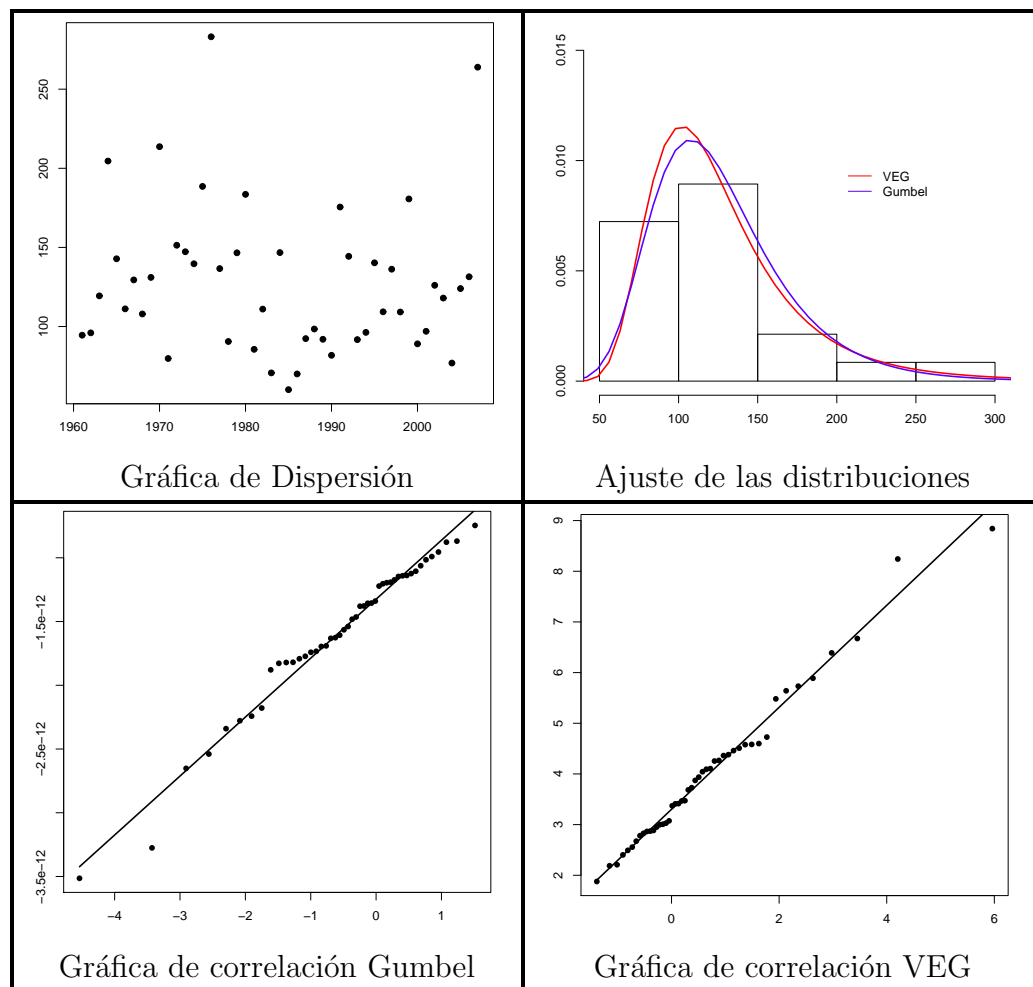 250
200
150
100
1960 1970 1980 1990 2000
Gráfica de Dispersión
0.015
0.010
0.005
0.000
VEG
Gumbel
50 100 150 200 250 300
Ajuste de las distribuciones
−1.5e−12
−2.5e−12
−3.5e−12
−4 −3 −2 −1 0 1
Gráfica de correlación Gumbel
9
8
7
6
5
4
3
2
0 2 4 6
Gráfica de correlación VEG